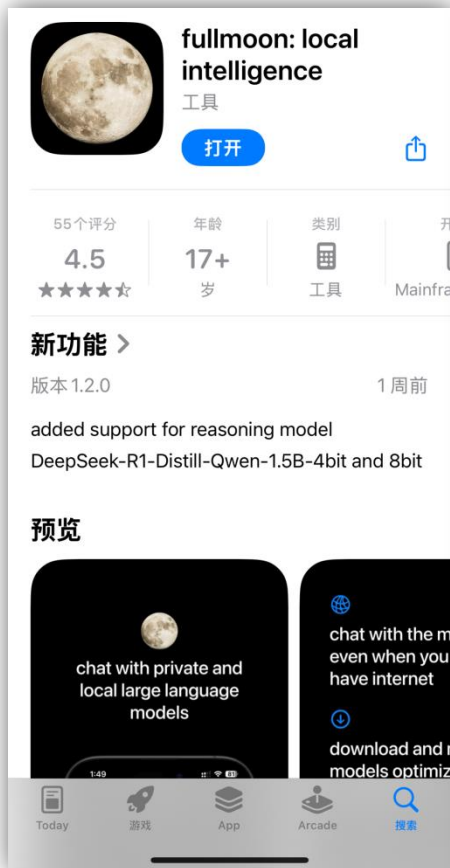 fullmoon: local
intelligence
工具
打开
55个评分
年龄
类别
4.5
17+
岁
工具
Mainfra
新功能
版本 1.2.0
1 周前
added support for reasoning model
DeepSeek-R1-Distill-Qwen-1.5B-4bit and 8bit
预览
chat with private and
local large language
models
1:49
chat with the m
even when you
have internet
download and
models optimiz
Today
游戏
App
Arcade
搜索